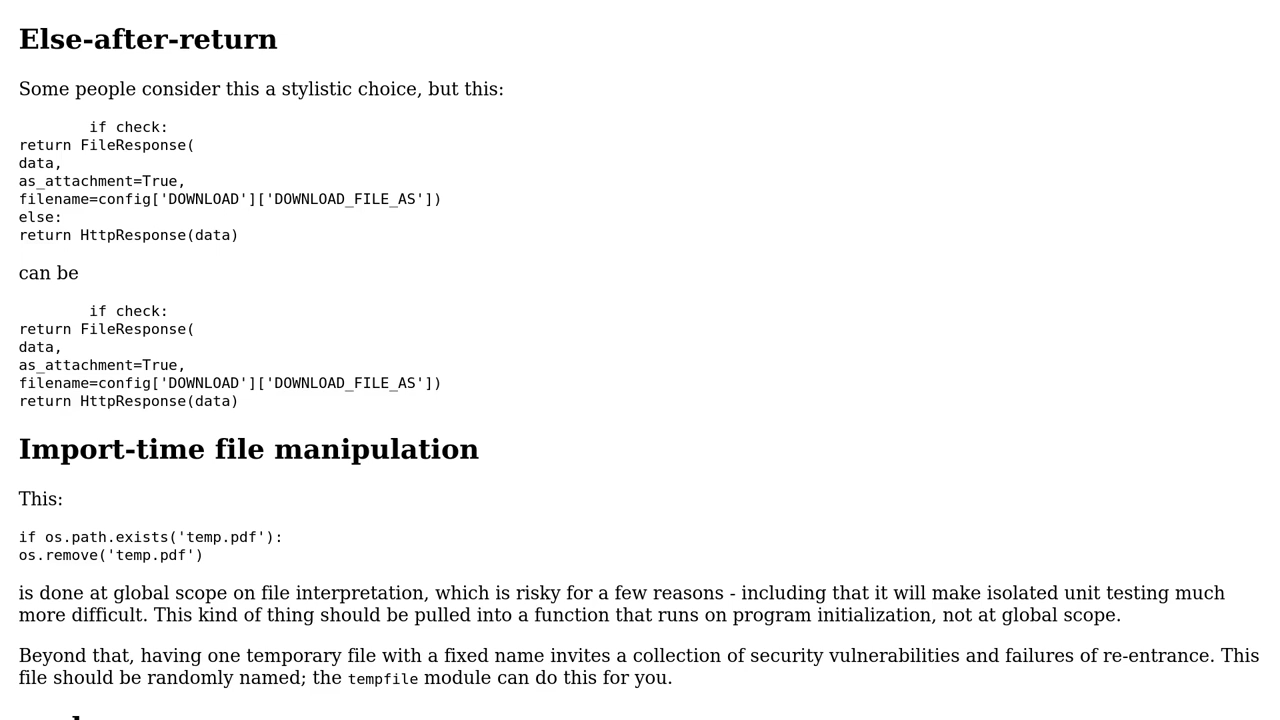 Else-after-return
Some people consider this a stylistic choice, but this:
if check:
return FileResponse(
data,
as_attachment=True,
filename=config['DOWNLOAD']['DOWNLOAD_FILE_AS'])
else:
return HttpResponse(data)
can be
if check:
return FileResponse(
data,
as_attachment=True,
filename=config['DOWNLOAD']['DOWNLOAD_FILE_AS'])
return HttpResponse(data)
Import-time file manipulation
This:
if os.path.exists('temp.pdf'):
os.remove('temp.pdf')
is done at global scope on file interpretation, which is risky for a few reasons - including that it will make isolated unit testing much
more difficult. This kind of thing should be pulled into a function that runs on program initialization, not at global scope.
Beyond that, having one temporary file with a fixed name invites a collection of security vulnerabilities and failures of re-entrance. This
file should be randomly named; the tempfile module can do this for you.